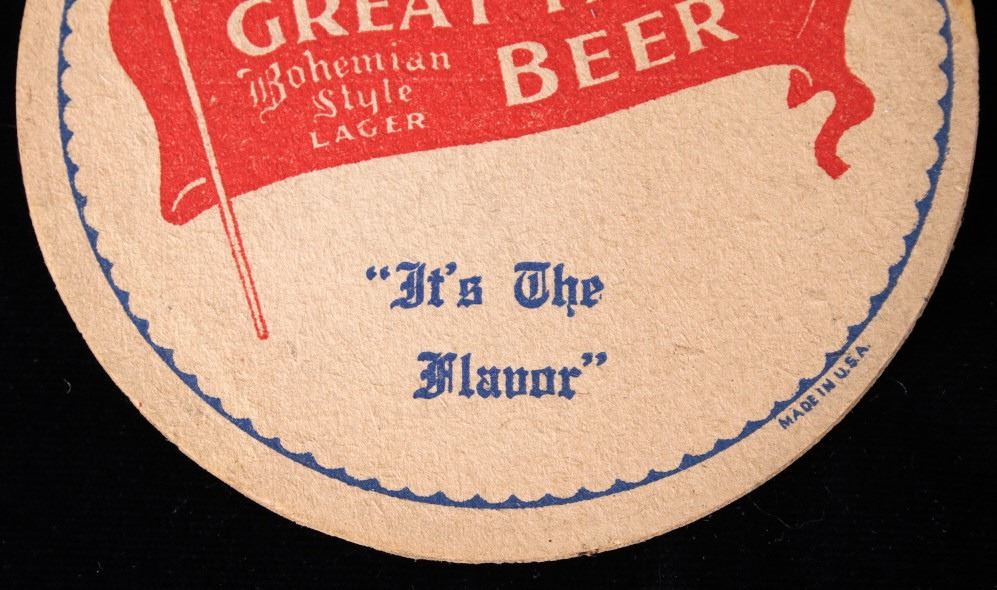 GREAT
Bohemian
Style
LAGER
BEER
"It's The
Flavor"
MADE IN U.S.A.